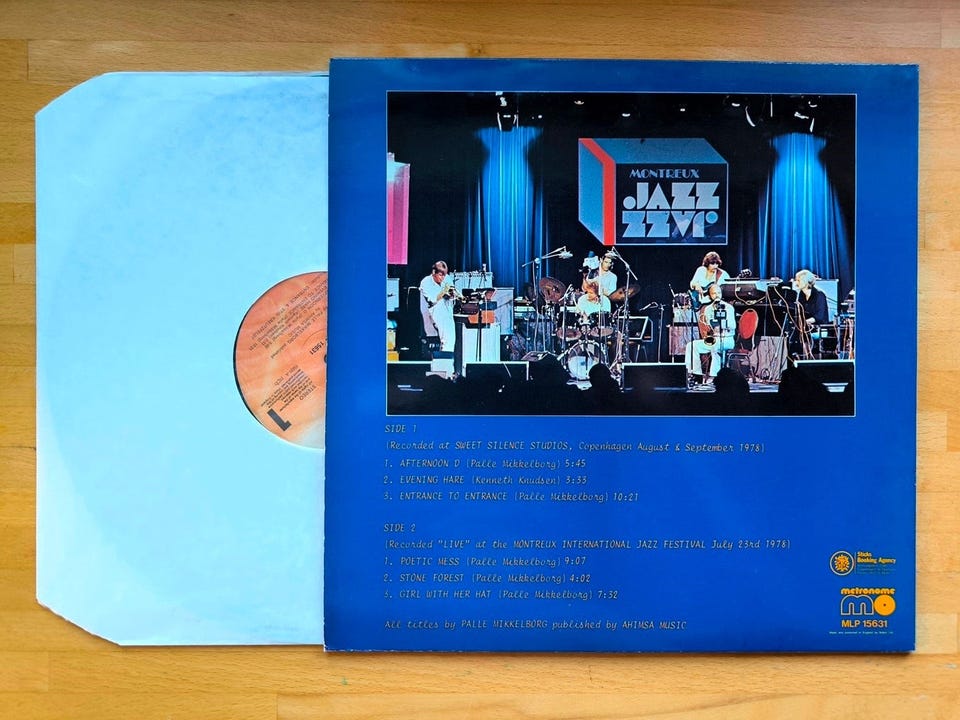 MONTREUX
JAZZ
JAZZ
SIDE 1
(Recorded at SWEET SILENCE STUDIOS, Copenhagen August & September 1978)
1. AFTERNOON D (Palle Mikkelborg) 5:45
2. EVENING HARE (Kenneth Knudsen) 3:33
3. ENTRANCE TO ENTRANCE (Palle Mikkelborg) 10:21
SIDE 2
(Recorded "LIVE" at the MONTREUX INTERNATIONAL JAZZ FESTIVAL July 23rd 1978)
1. POETIC MESS (Palle Mikkelborg) 9:07
2. STONE FOREST (Palle Mikkelborg) 4:02
3. GIRL WITH HER HAT (Palle Mikkelborg) 7:32
All titles by PALLE MIKKELBORG published by AHIMSA MUSIC
Sticks
Booking Agency
metronome
MLP 15631
15631
STEREO
1